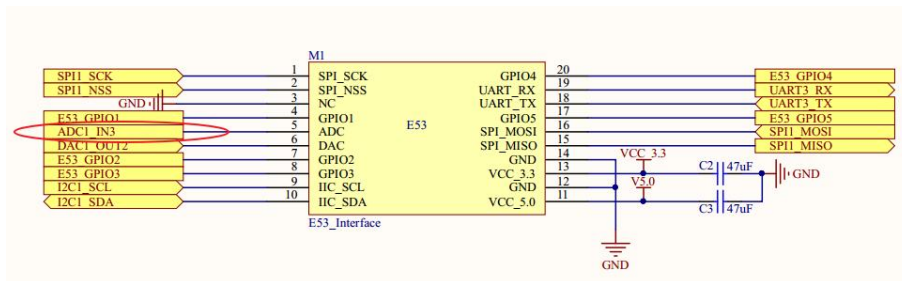 M1
SPI1_SCK 1 SPI_SCK GPIO4 20 E53_GPIO4
SPI1_NSS 2 SPI_NSS UART_RX 19 UART3_RX
GND 3 NC UART_TX 18 UART3_TX
E53_GPIO1 4 GPIO1 GPIO5 17 E53_GPIO5
ADC1_IN3 5 ADC E53 SPI_MOSI 16 SPI1_MOSI
DAC1_OUT2 6 DAC SPI_MISO 15 SPI1_MISO
E53_GPIO2 7 GPIO2 GND 14
E53_GPIO3 8 GPIO3 VCC_3.3 13 VCC_3.3 C2 47uF GND
I2C1_SCL 9 IIC_SCL GND 12 V5.0
I2C1_SDA 10 IIC_SDA VCC_5.0 11 C3 47uF
E53_Interface
GND